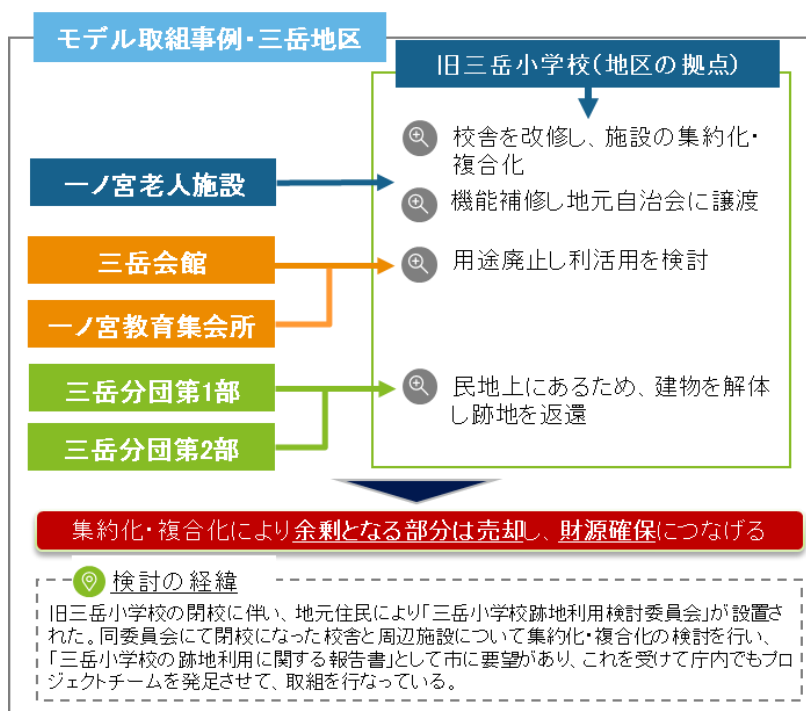 モデル取組事例・三岳地区
旧三岳小学校(地区の拠点)
校舎を改修し、施設の集約化・
複合化
一ノ宮老人施設
機能補修し地元自治会に譲渡
三岳会館
用途廃止し利活用を検討
一ノ宮教育集会所
三岳分団第1部
民地上にあるため、建物を解体
し跡地を返還
三岳分団第2部
集約化・複合化により余剰となる部分は売却し、財源確保につなげる
検討の経緯
旧三岳小学校の閉校に伴い、地元住民により「三岳小学校跡地利用検討委員会」が設置さ
れた。同委員会にて閉校になった校舎と周辺施設について集約化・複合化の検討を行い、
「三岳小学校の跡地利用に関する報告書」として市に要望があり、これを受けて庁内でもプロ
ジェクトチームを発足させて、取組を行なっている。